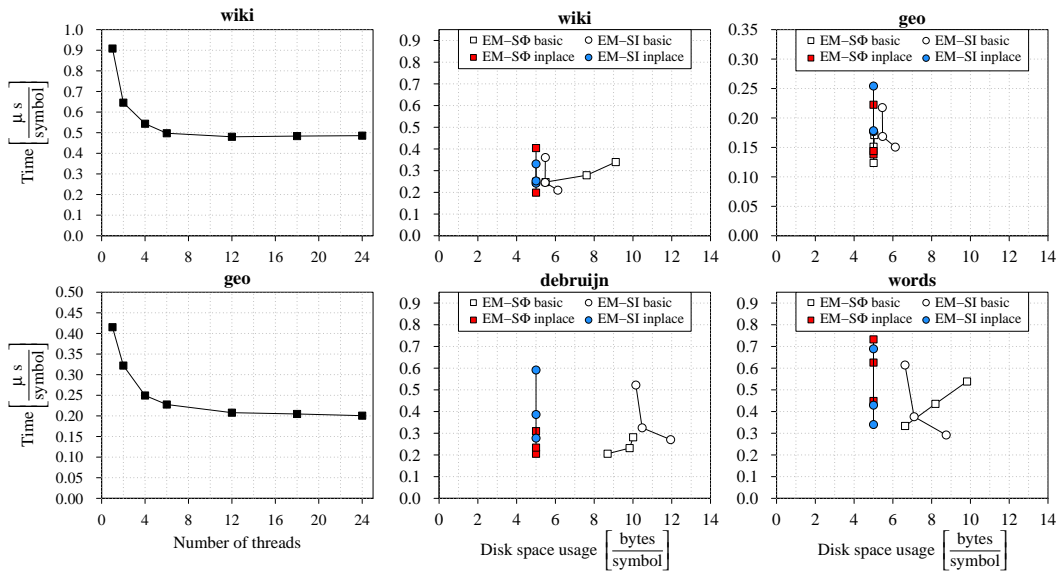 wiki
Time [ μ s / symbol ]
1.0
0.9
0.8
0.7
0.6
0.5
0.4
0.3
0.2
0.1
0.0
0 4 8 12 16 20 24
wiki
EM−SΦ basic EM−SI basic
EM−SΦ inplace EM−SI inplace
0.9
0.8
0.7
0.6
0.5
0.4
0.3
0.2
0.1
0.0
0 2 4 6 8 10 12 14
geo
EM−SΦ basic EM−SI basic
EM−SΦ inplace EM−SI inplace
0.35
0.30
0.25
0.20
0.15
0.10
0.05
0.00
0 2 4 6 8 10 12 14
geo
Time [ μ s / symbol ]
0.50
0.45
0.40
0.35
0.30
0.25
0.20
0.15
0.10
0.05
0.00
0 4 8 12 16 20 24
Number of threads
debruijn
EM−SΦ basic EM−SI basic
EM−SΦ inplace EM−SI inplace
0.9
0.8
0.7
0.6
0.5
0.4
0.3
0.2
0.1
0.0
0 2 4 6 8 10 12 14
Disk space usage [ bytes / symbol ]
words
EM−SΦ basic EM−SI basic
EM−SΦ inplace EM−SI inplace
0.9
0.8
0.7
0.6
0.5
0.4
0.3
0.2
0.1
0.0
0 2 4 6 8 10 12 14
Disk space usage [ bytes / symbol ]